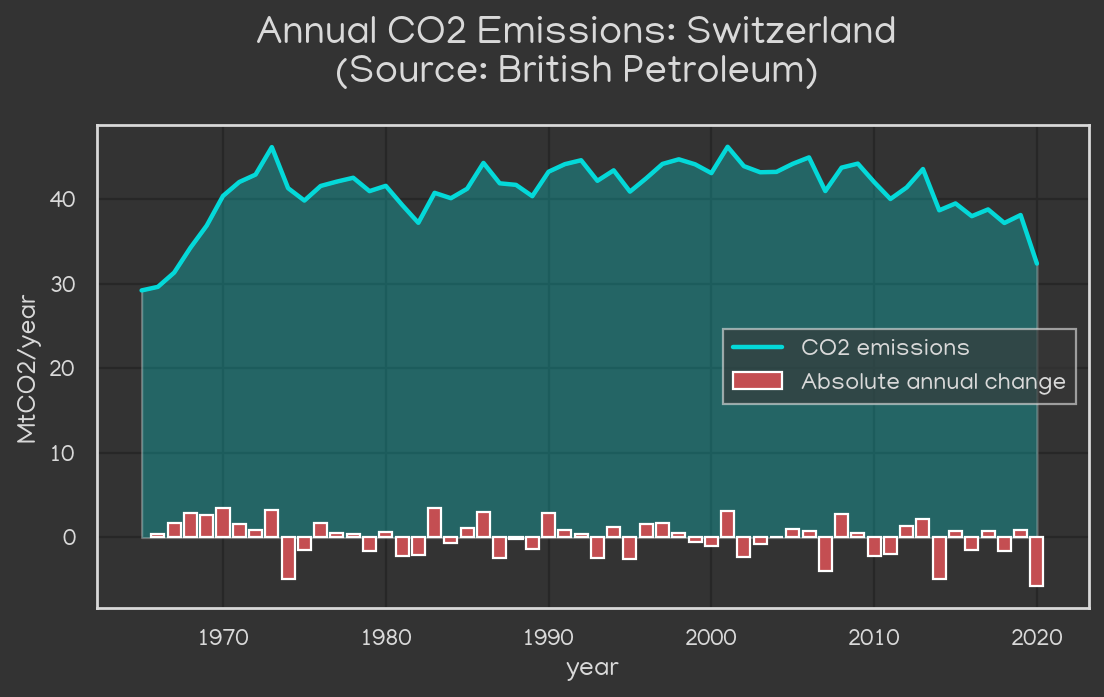 Annual CO2 Emissions: Switzerland
(Source: British Petroleum)
MtCO2/year
40
30
20
10
0
CO2 emissions
Absolute annual change
1970
1980
1990
2000
2010
2020
year